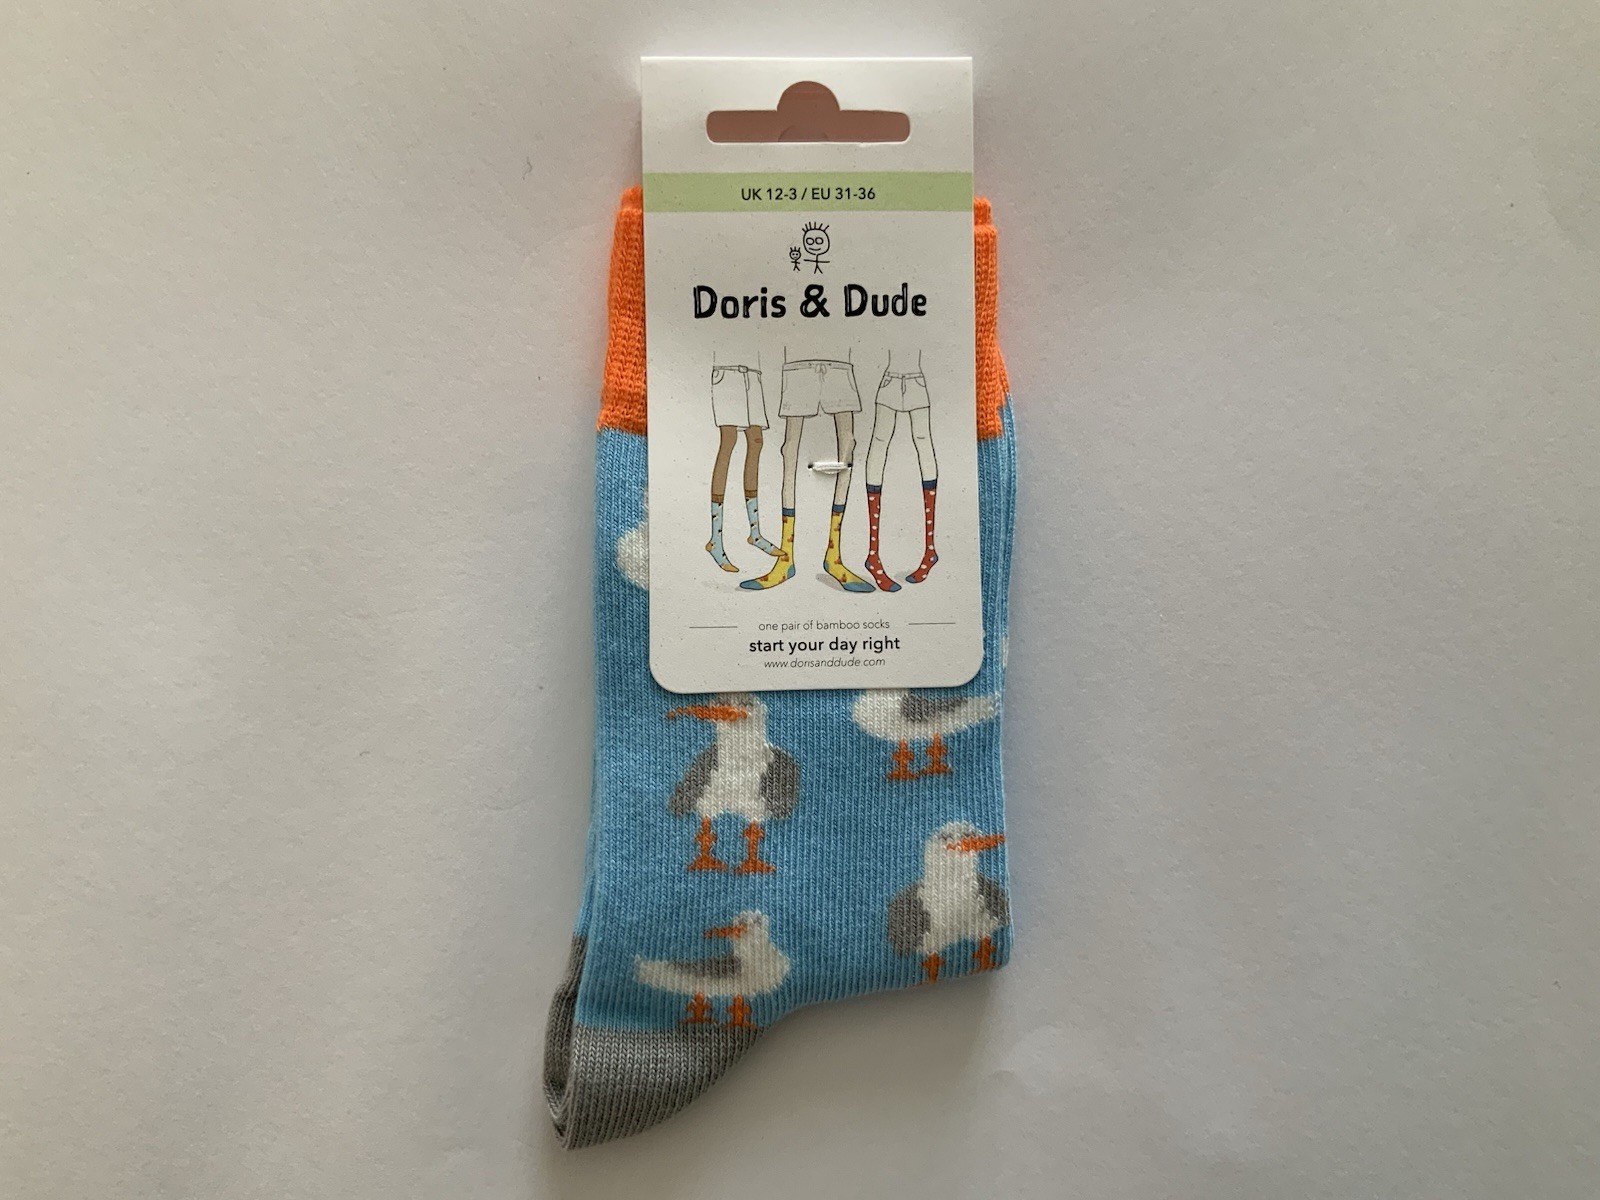 UK 12-3 / EU 31-36
Doris & Dude
one pair of bamboo socks
start your day right
www.dorisanddude.com